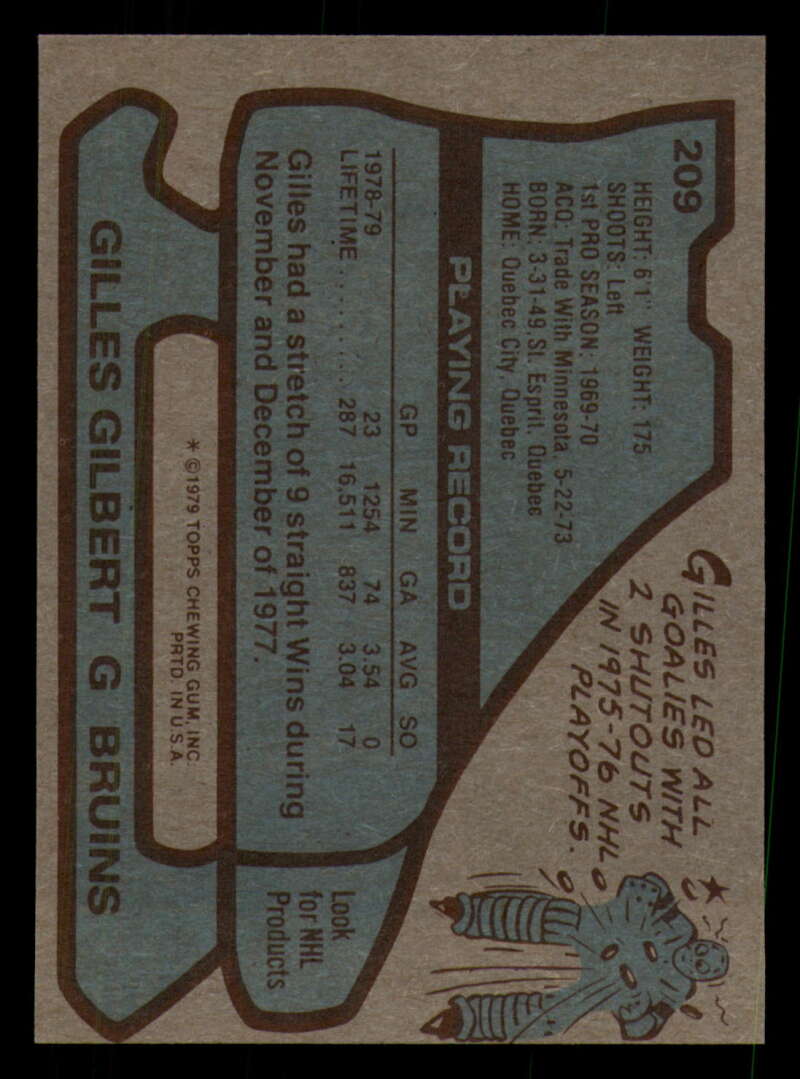 209
HEIGHT: 6'1" WEIGHT: 175
SHOOTS: Left
1st PRO SEASON: 1969-70
ACQ: Trade With Minnesota, 5-22-73
BORN: 3-31-49, St. Esprit, Quebec
HOME: Quebec City, Quebec
GILLES LED ALL
GOALIES WITH
2 SHUTOUTS
IN 1975-76 NHL
PLAYOFFS.
PLAYING RECORD
GP MIN GA AVG SO
1978-79 23 1254 74 3.54 0
LIFETIME ......... 287 16,511 837 3.04 17
Gilles had a stretch of 9 straight Wins during
November and December of 1977.
Look
for NHL
Products
* ©1979 TOPPS CHEWING GUM, INC.
PRTD. IN U.S.A.
GILLES GILBERT G BRUINS